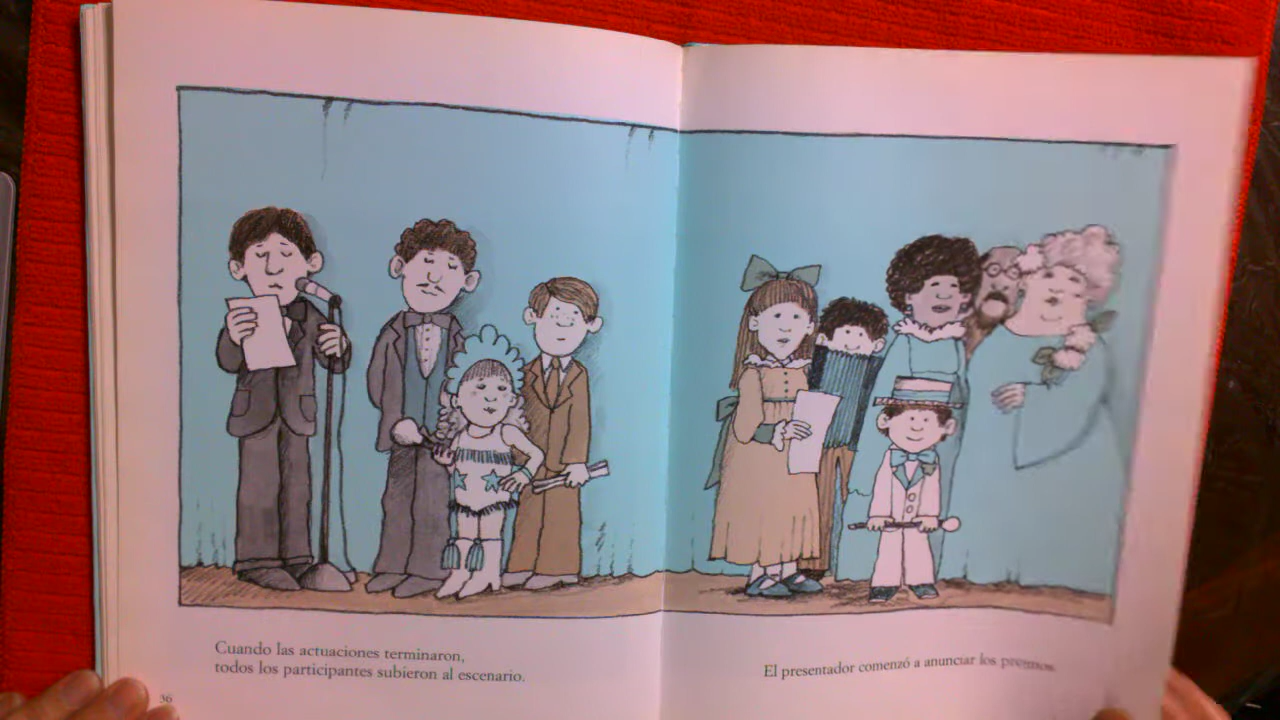 Cuando las actuaciones terminaron,
todos los participantes subieron al escenario.
36
El presentador comenzó a anunciar los premios.